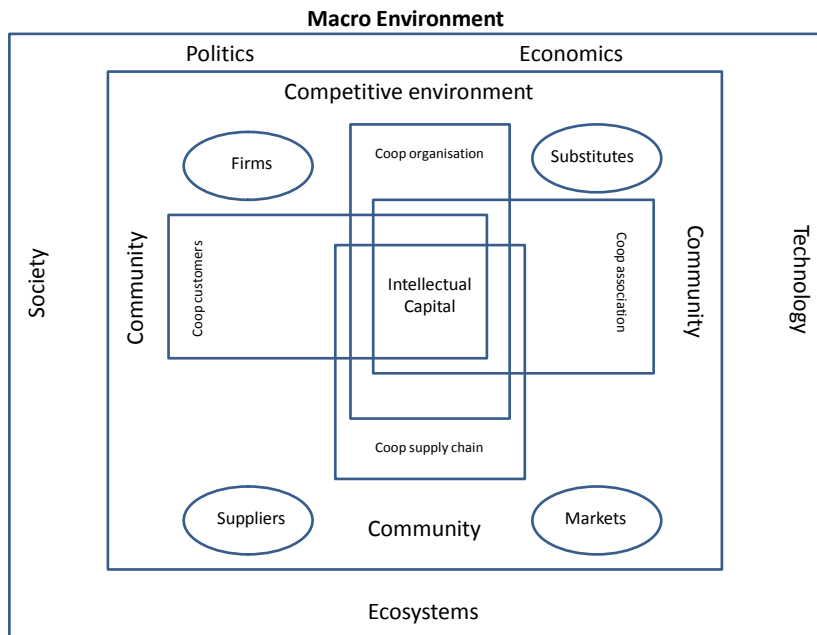 Macro Environment
Politics
Economics
Competitive environment
Firms
Coop organisation
Substitutes
Society
Community
Coop customers
Intellectual
Capital
Coop association
Community
Technology
Coop supply chain
Suppliers
Community
Markets
Ecosystems